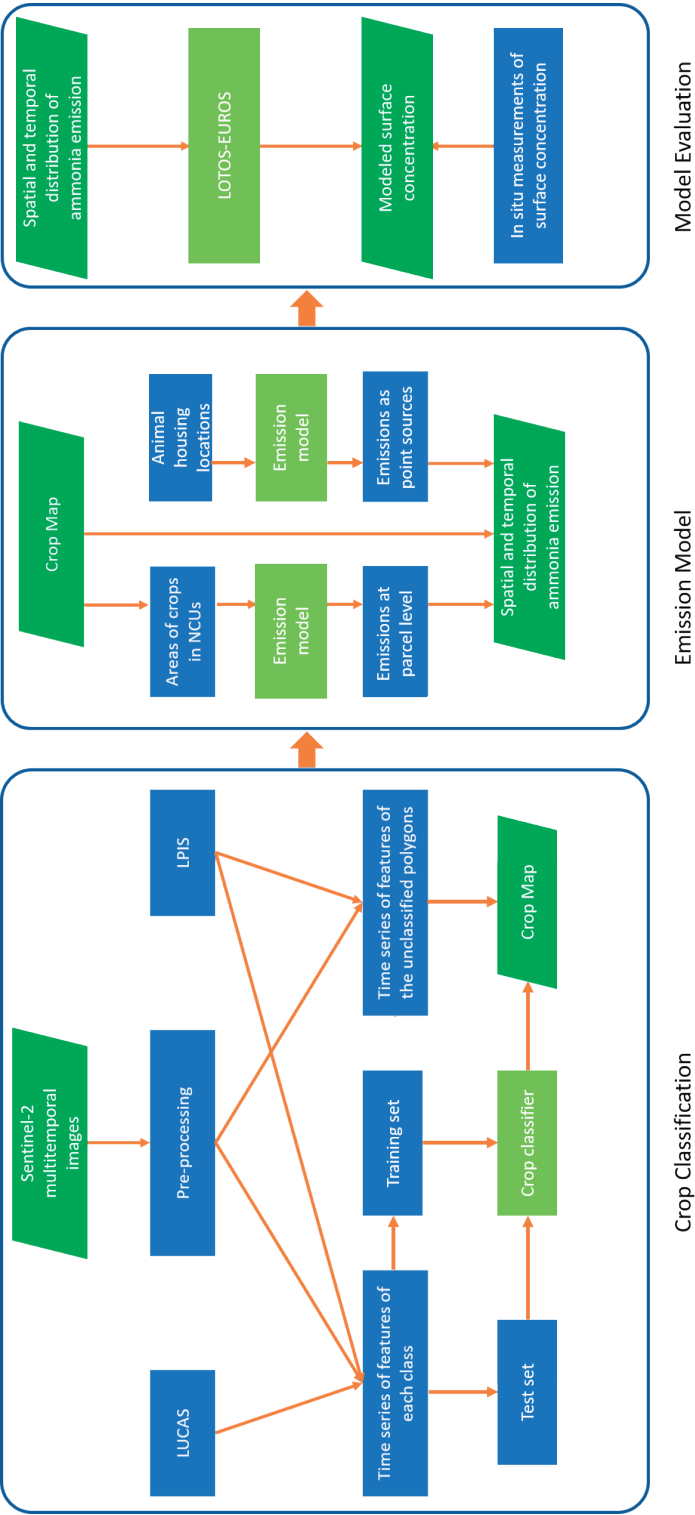 Sentinel-2
multitemporal
images
LUCAS
Pre-processing
LPIS
Time series of features of
each class
Training set
Time series of features of
the unclassified polygons
Test set
Crop classifier
Crop Map
Crop Classification
Crop Map
Areas of crops
in NCUs
Animal
housing
locations
Emission
model
Emission
model
Emissions at
parcel level
Emissions as
point sources
Spatial and temporal
distribution of
ammonia emission
Emission Model
Spatial and temporal
distribution of
ammonia emission
LOTOS-EUROS
Modeled surface
concentration
In situ measurements of
surface concentration
Model Evaluation